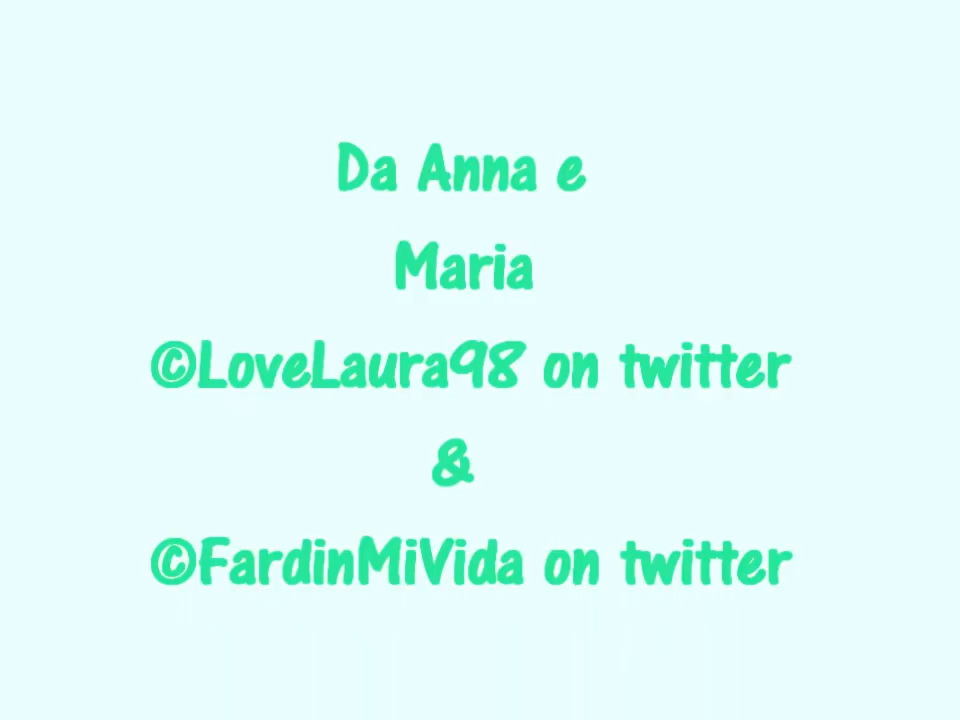 Da Anna e
Maria
©LoveLaura98 on twitter
&
©FardinMiVida on twitter